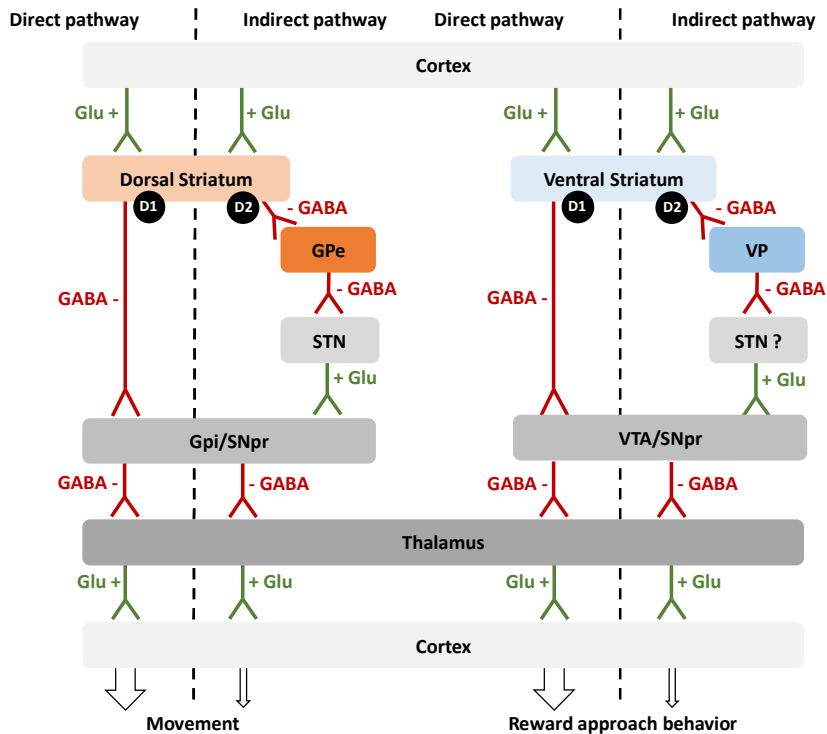 Direct pathway
Indirect pathway
Direct pathway
Indirect pathway
Cortex
Glu +
+ Glu
Glu +
+ Glu
Dorsal Striatum
Ventral Striatum
D1
D2
- GABA
D1
D2
- GABA
GPe
VP
GABA -
- GABA
GABA -
- GABA
STN
STN ?
+ Glu
+ Glu
Gpi/SNpr
VTA/SNpr
GABA -
- GABA
GABA -
- GABA
Thalamus
Glu +
+ Glu
Glu +
+ Glu
Cortex
Movement
Reward approach behavior